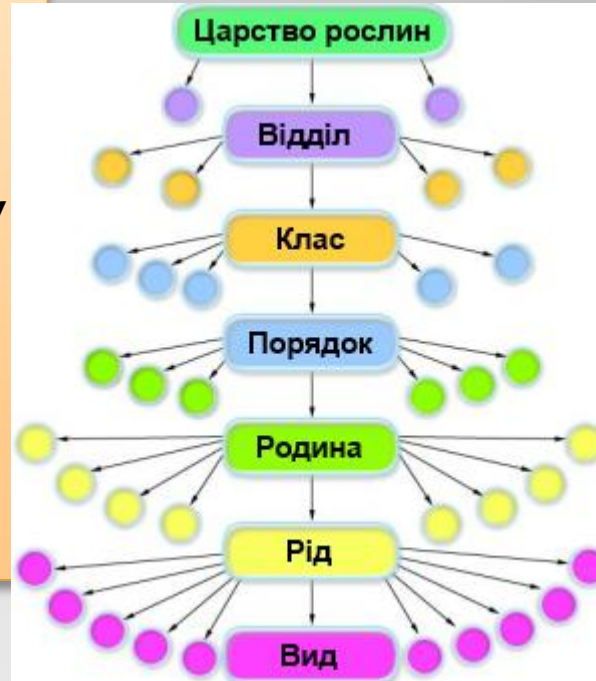 Царство рослин
Відділ
Клас
Порядок
Родина
Рід
Вид